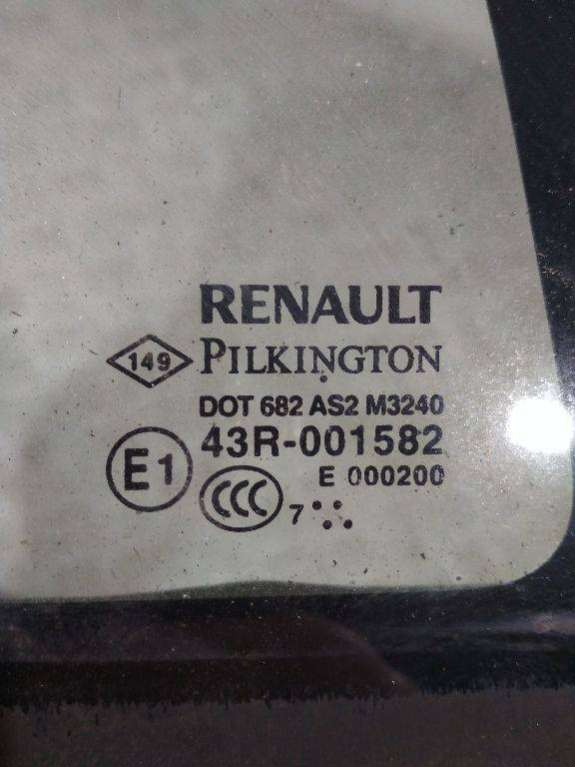 RENAULT
149 PILKINGTON
DOT 682 AS2 M3240
E1 43R-001582
E 000200
CCC 7